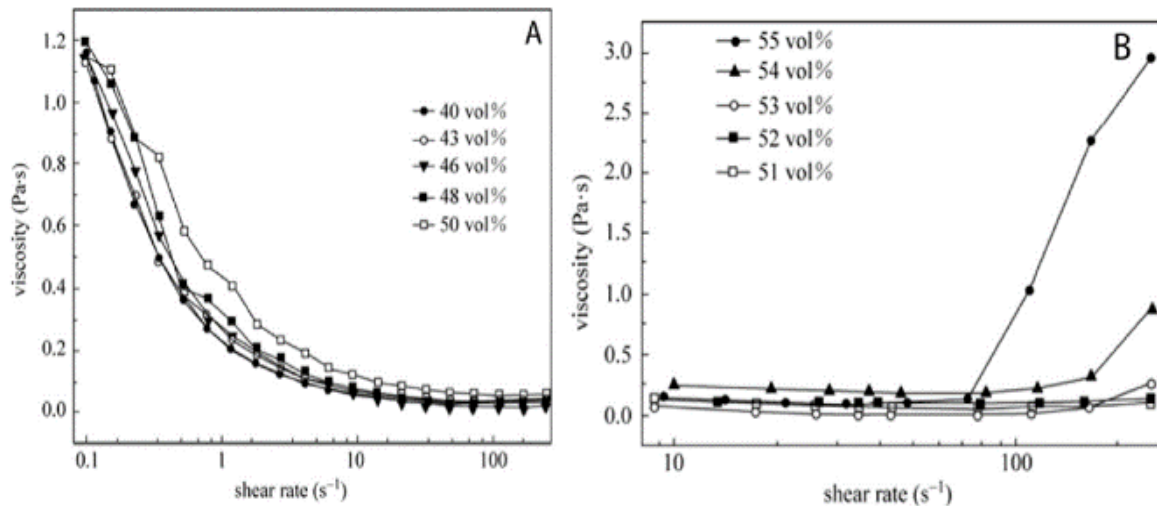 A
1.2
1.0
0.8
0.6
0.4
0.2
0.0
viscosity (Pa·s)
40 vol%
43 vol%
46 vol%
48 vol%
50 vol%
0.1 1 10 100
shear rate (s⁻¹)
B
3.0
2.5
2.0
1.5
1.0
0.5
0.0
viscosity (Pa·s)
55 vol%
54 vol%
53 vol%
52 vol%
51 vol%
10 100
shear rate (s⁻¹)